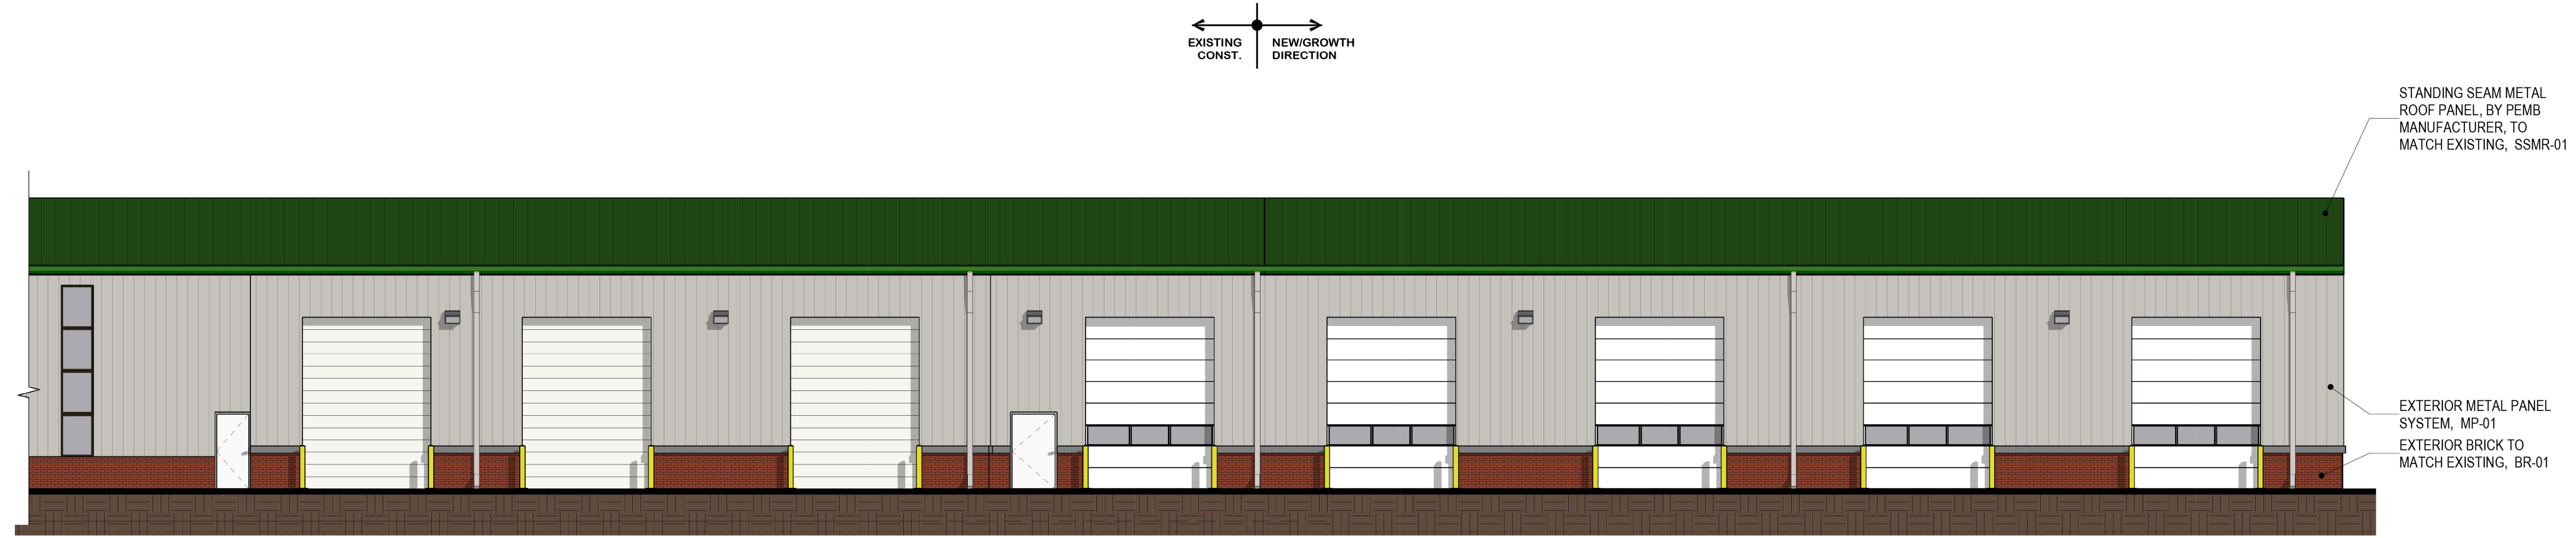 EXISTING
CONST.
NEW/GROWTH
DIRECTION
STANDING SEAM METAL
ROOF PANEL, BY PEMB
MANUFACTURER, TO
MATCH EXISTING, SSMR-01
EXTERIOR METAL PANEL
SYSTEM, MP-01
EXTERIOR BRICK TO
MATCH EXISTING, BR-01